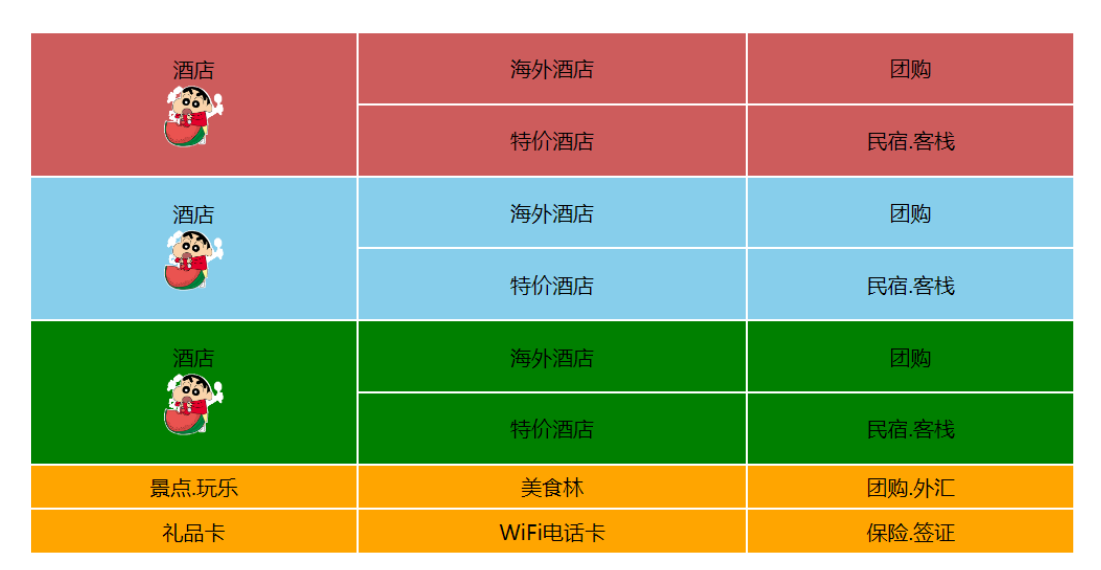 酒店
海外酒店
团购
特价酒店
民宿.客栈
酒店
海外酒店
团购
特价酒店
民宿.客栈
酒店
海外酒店
团购
特价酒店
民宿.客栈
景点.玩乐
美食林
团购.外汇
礼品卡
WiFi电话卡
保险.签证